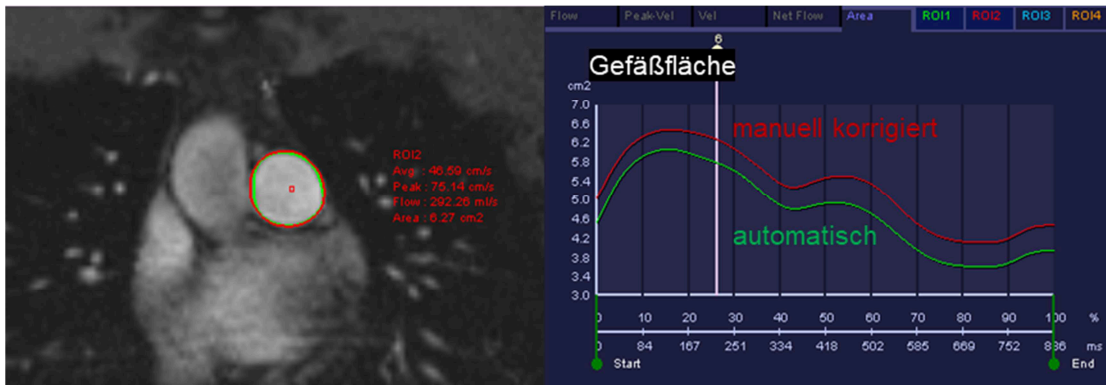 ROI2
Avg : 46.59 cm/s
Peak : 75.14 cm/s
Flow : 292.26 ml/s
Area : 6.27 cm2
Flow Peak-Vel Vel Net Flow Area ROI1 ROI2 ROI3 ROI4
6
Gefäßfläche
cm2
7.0
6.6
6.2
5.8
5.4
5.0
4.6
4.2
3.8
3.4
3.0
manuell korrigiert
automatisch
0 10 20 30 40 50 60 70 80 90 100 %
0 84 167 251 334 418 502 585 669 752 836 ms
Start End